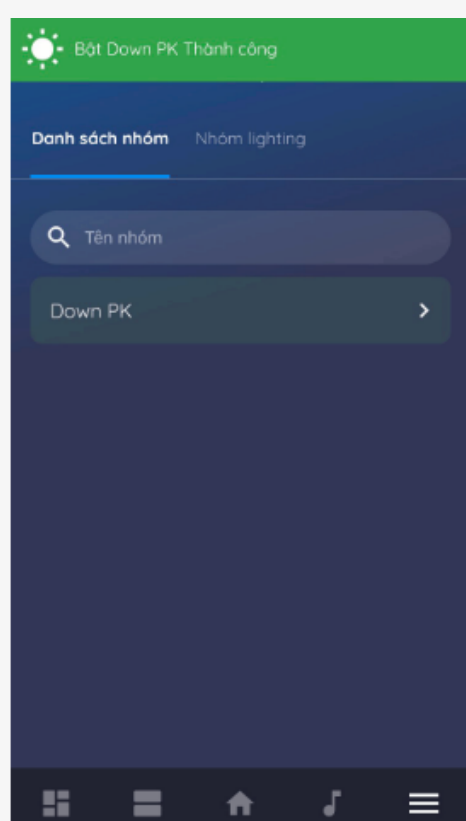 Bật Down PK Thành công
Danh sách nhóm Nhóm lighting
Tên nhóm
Down PK